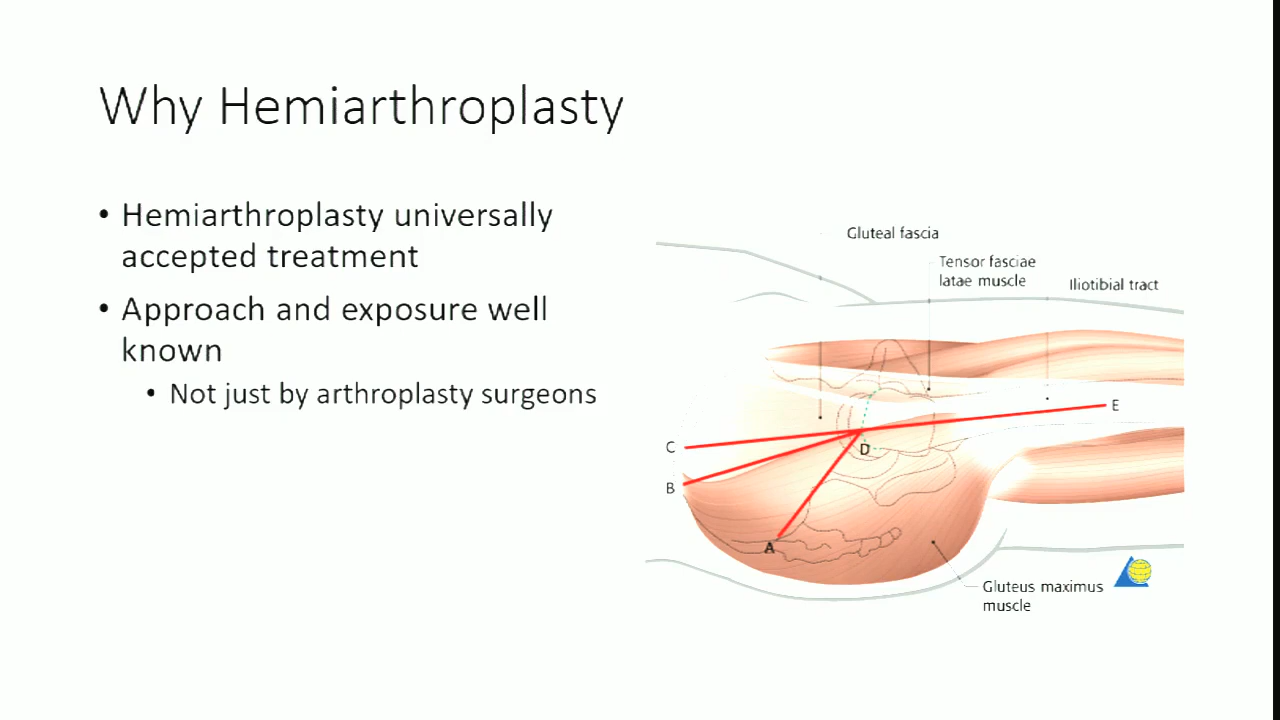 Why Hemiarthroplasty
• Hemiarthroplasty universally
accepted treatment
• Approach and exposure well
known
• Not just by arthroplasty surgeons
Gluteal fascia
Tensor fasciae
latae muscle
Iliotibial tract
E
C
D
B
A
Gluteus maximus
muscle